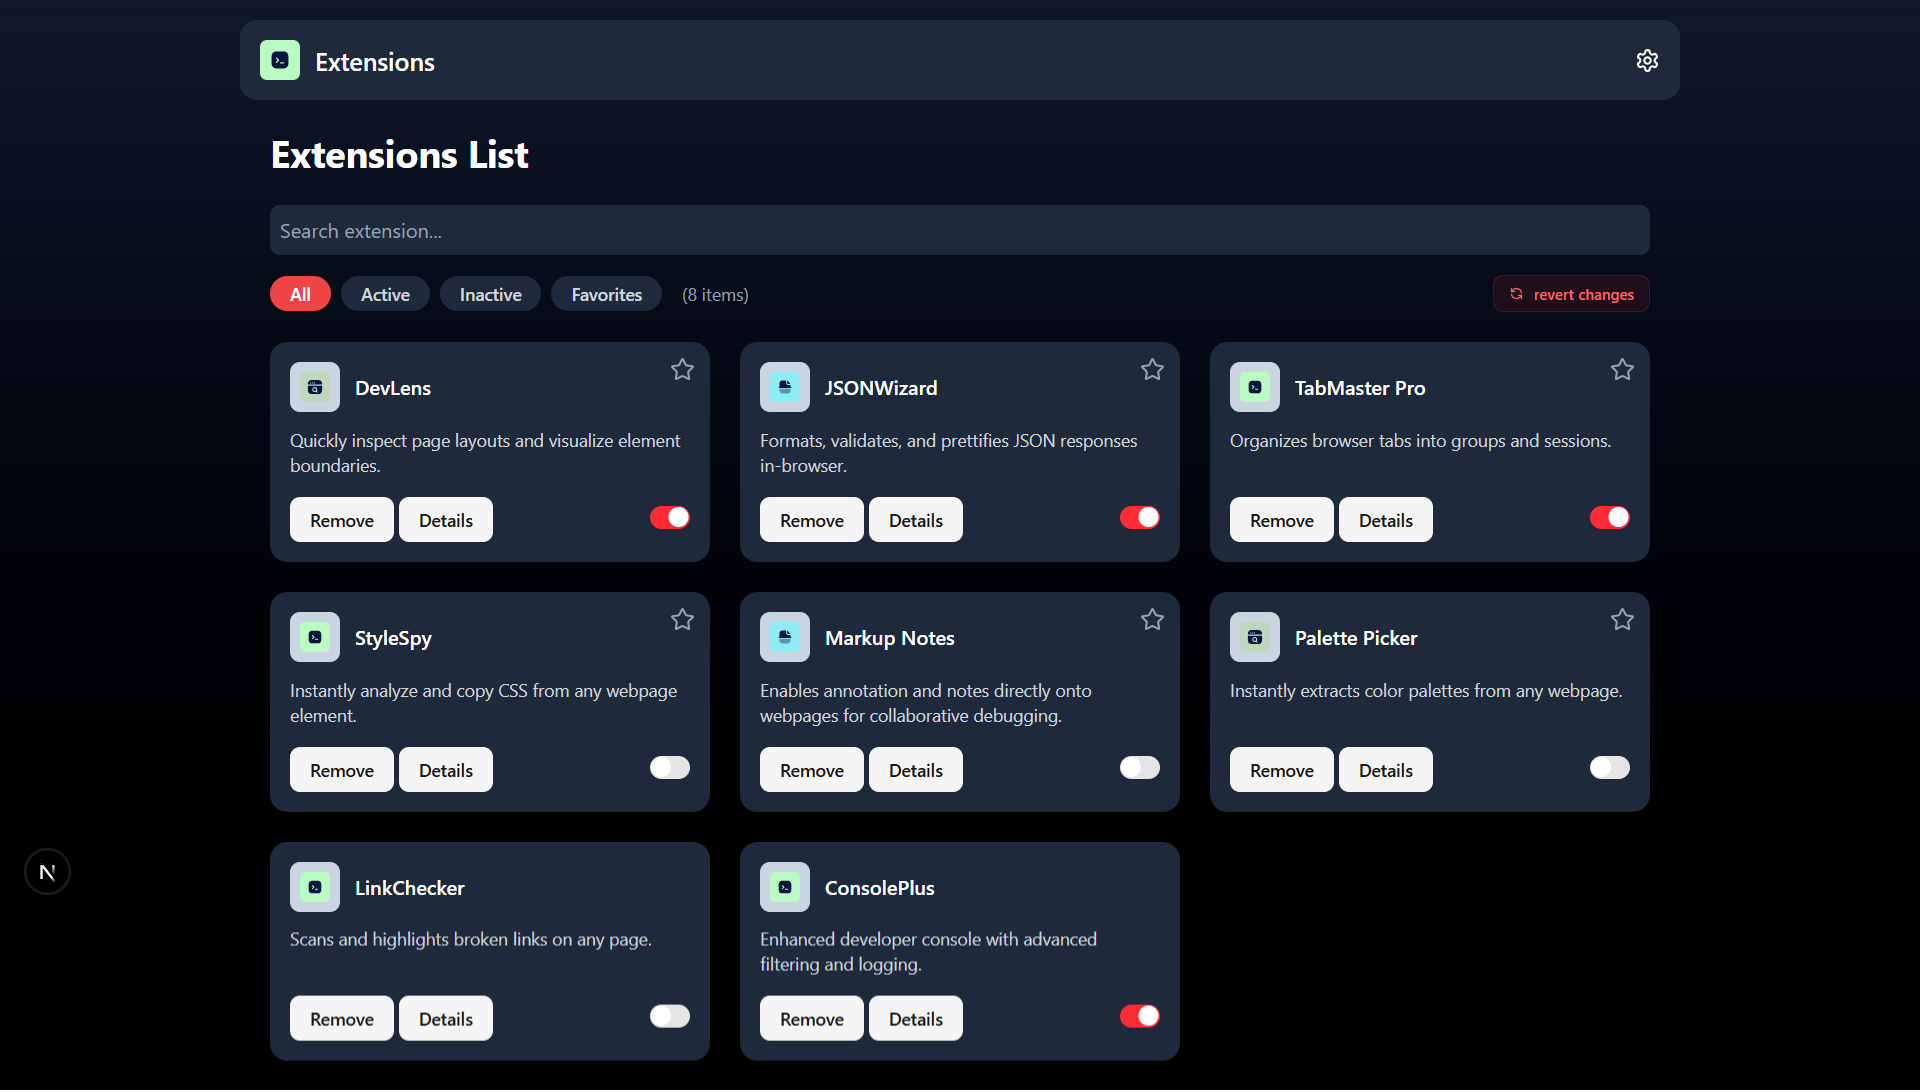 Extensions
Extensions List
Search extension...
All
Active
Inactive
Favorites
(8 items)
revert changes
DevLens
Quickly inspect page layouts and visualize element
boundaries.
Remove
Details
JSONWizard
Formats, validates, and prettifies JSON responses
in-browser.
Remove
Details
TabMaster Pro
Organizes browser tabs into groups and sessions.
Remove
Details
StyleSpy
Instantly analyze and copy CSS from any webpage
element.
Remove
Details
Markup Notes
Enables annotation and notes directly onto
webpages for collaborative debugging.
Remove
Details
Palette Picker
Instantly extracts color palettes from any webpage.
Remove
Details
LinkChecker
Scans and highlights broken links on any page.
Remove
Details
ConsolePlus
Enhanced developer console with advanced
filtering and logging.
Remove
Details
N